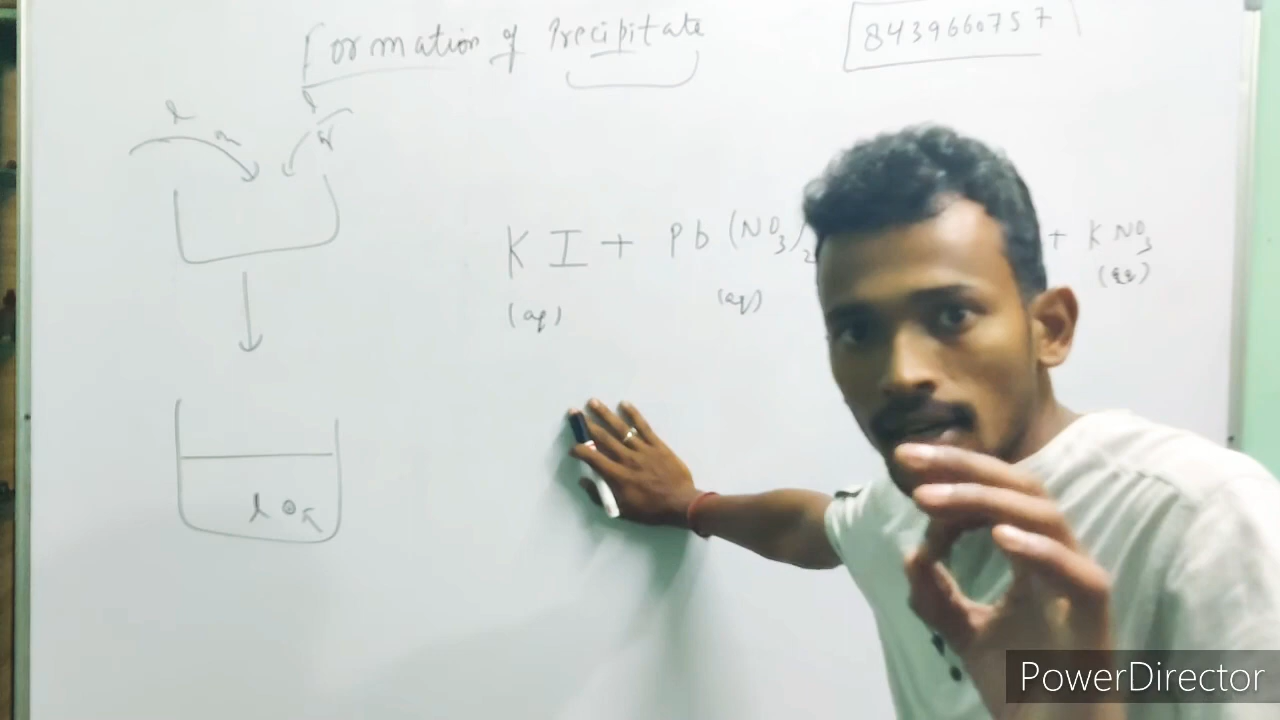 Formation of Precipitate
8439660757
KI + Pb(NO3)2 + KNO3
(aq) (aq) (aq)
l
PowerDirector